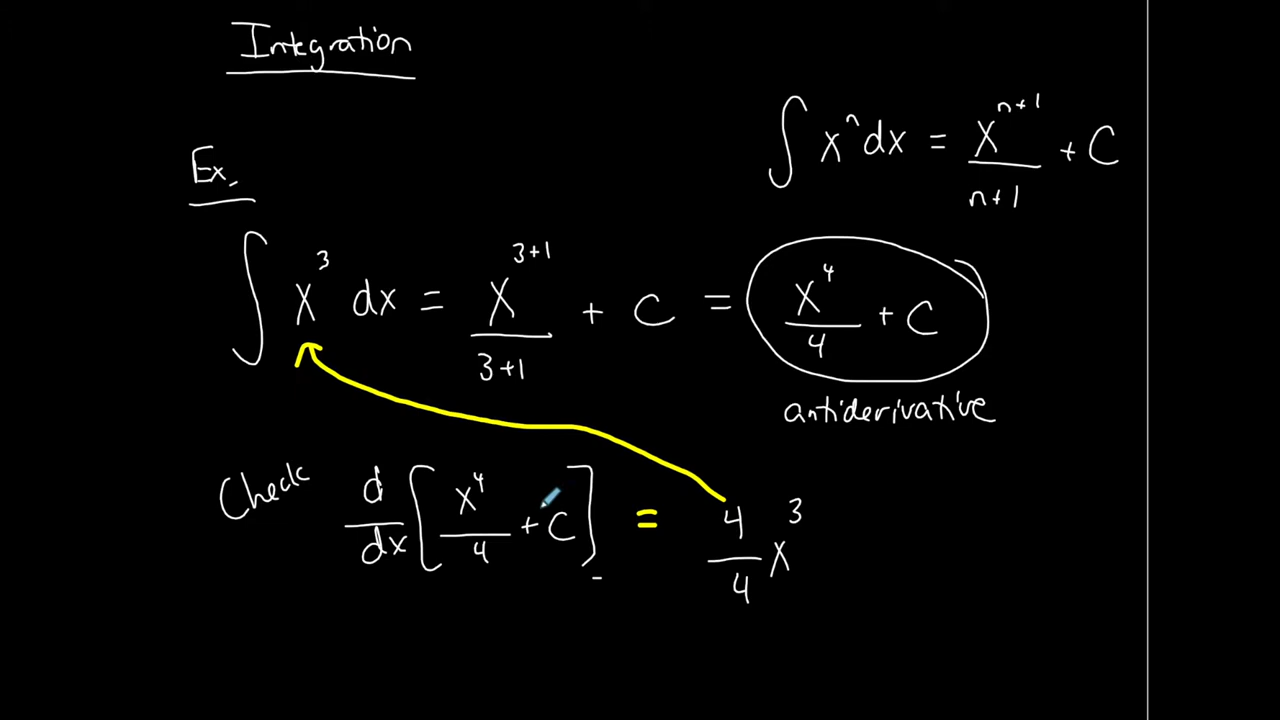 Integration
∫ xⁿ dx = xⁿ⁺¹/(n+1) + C
Ex.
∫ x³ dx = x³⁺¹/(3+1) + C = x⁴/4 + C
antiderivative
Check d/dx [x⁴/4 + C] = 4/4 x³